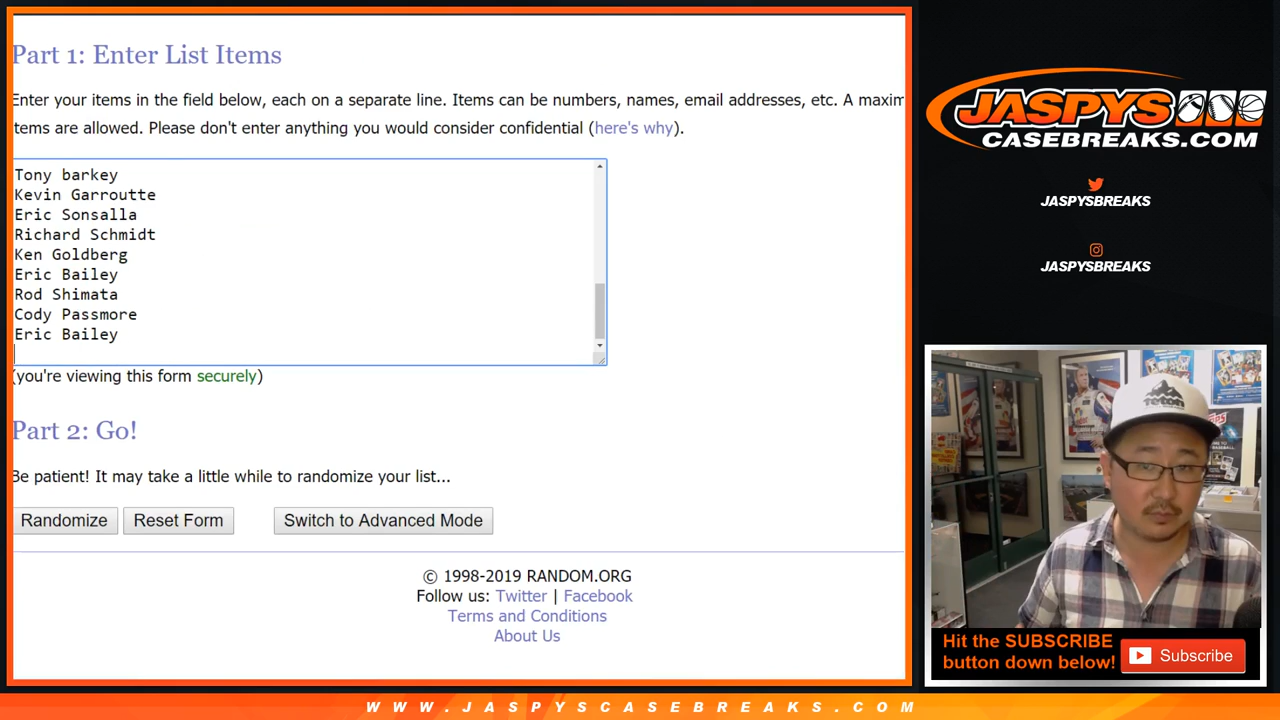 Part 1: Enter List Items
Enter your items in the field below, each on a separate line. Items can be numbers, names, email addresses, etc. A maxim
items are allowed. Please don't enter anything you would consider confidential (here's why).
Tony barkey
Kevin Garroutte
Eric Sonsalla
Richard Schmidt
Ken Goldberg
Eric Bailey
Rod Shimata
Cody Passmore
Eric Bailey
(you're viewing this form securely)
Part 2: Go!
Be patient! It may take a little while to randomize your list...
Randomize Reset Form Switch to Advanced Mode
© 1998-2019 RANDOM.ORG
Follow us: Twitter | Facebook
Terms and Conditions
About Us
JASPYS
CASEBREAKS.COM
JASPYSBREAKS
JASPYSBREAKS
teton
Hit the SUBSCRIBE
button down below!
Subscribe
WWW.JASPYSCASEBREAKS.COM